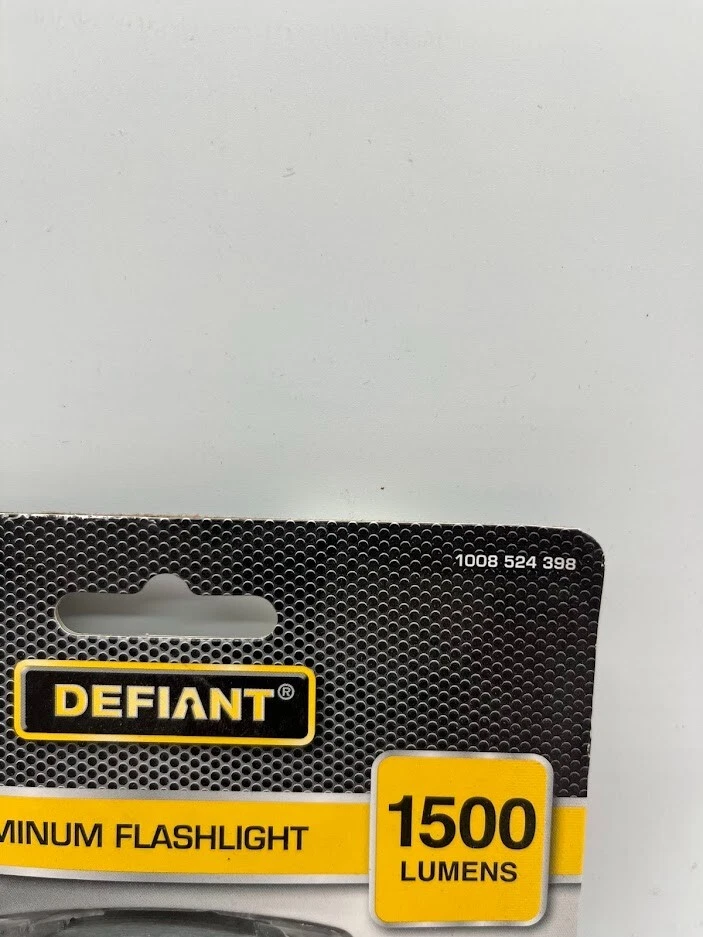 1008 524 398
DEFIANT®
MINUM FLASHLIGHT
1500
LUMENS